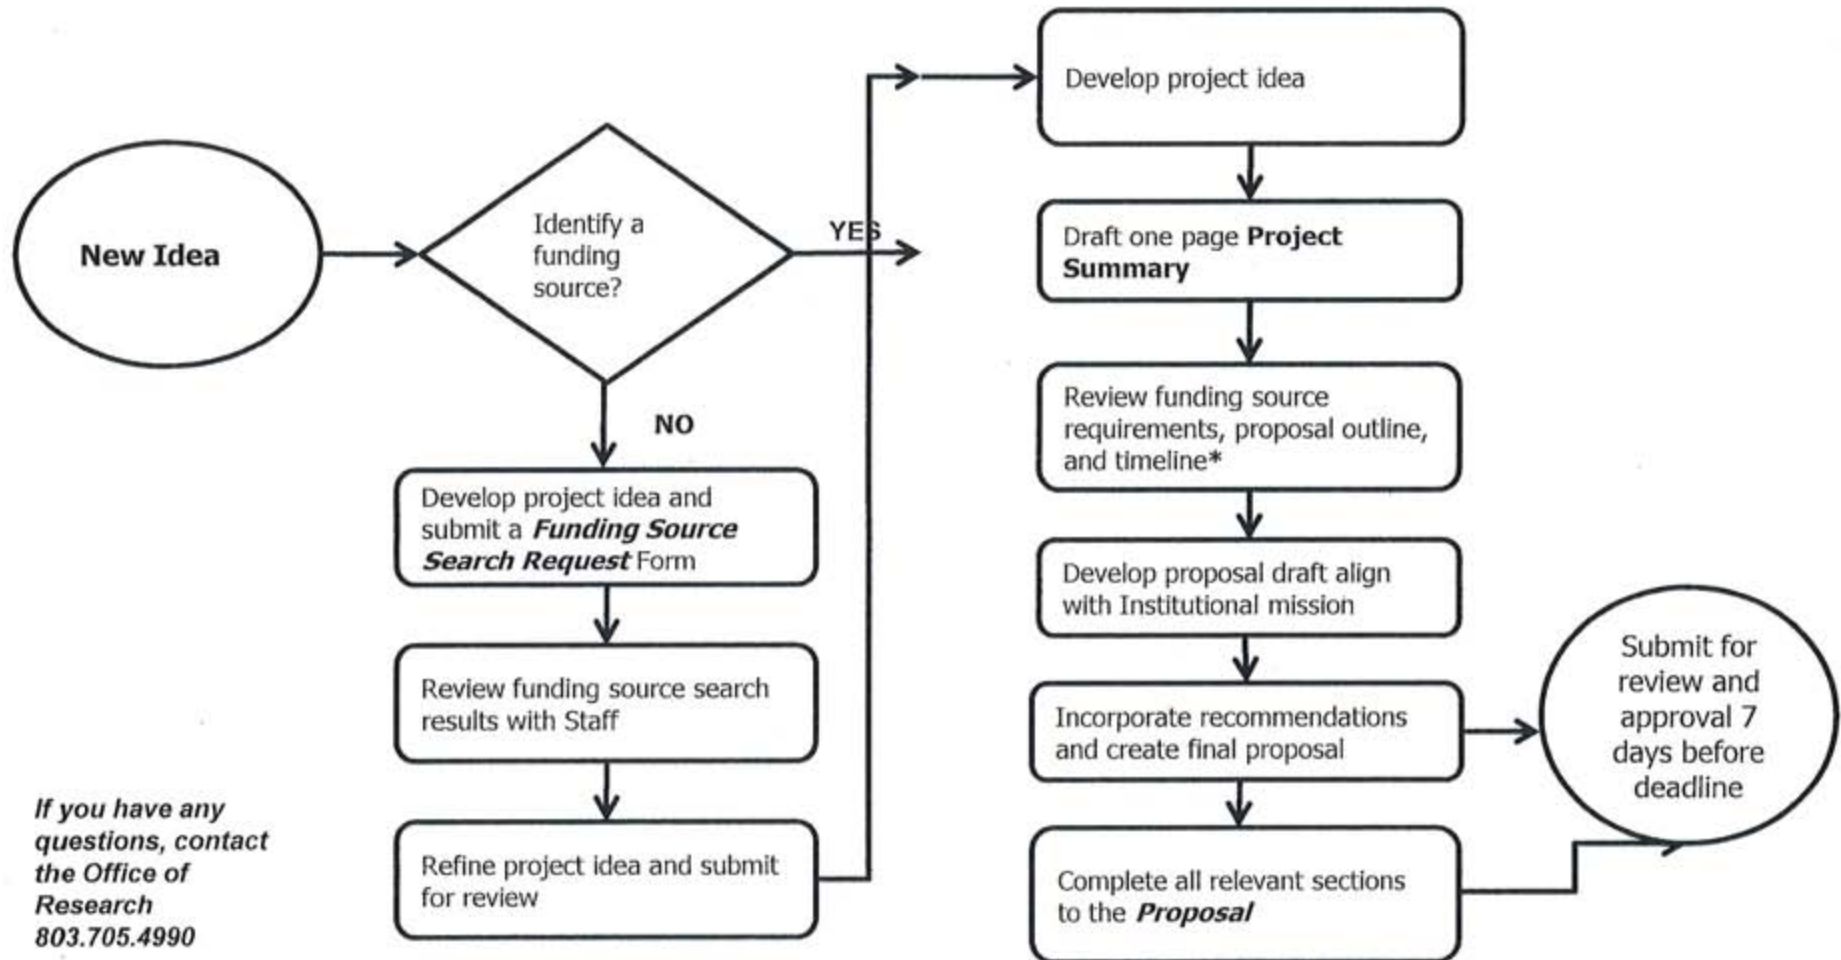 New Idea
Identify a
funding
source?
YES
NO
Develop project idea and
submit a Funding Source
Search Request Form
Review funding source search
results with Staff
Refine project idea and submit
for review
If you have any
questions, contact
the Office of
Research
803.705.4990
Develop project idea
Draft one page Project
Summary
Review funding source
requirements, proposal outline,
and timeline*
Develop proposal draft align
with Institutional mission
Incorporate recommendations
and create final proposal
Complete all relevant sections
to the Proposal
Submit for
review and
approval 7
days before
deadline